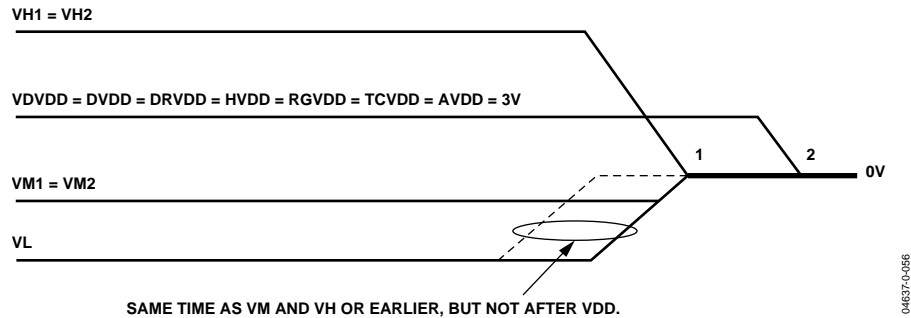 VH1 = VH2
VDVDD = DVDD = DRVDD = HVDD = RGVDD = TCVDD = AVDD = 3V
1
2
0V
VM1 = VM2
VL
SAME TIME AS VM AND VH OR EARLIER, BUT NOT AFTER VDD.
04637-0-056